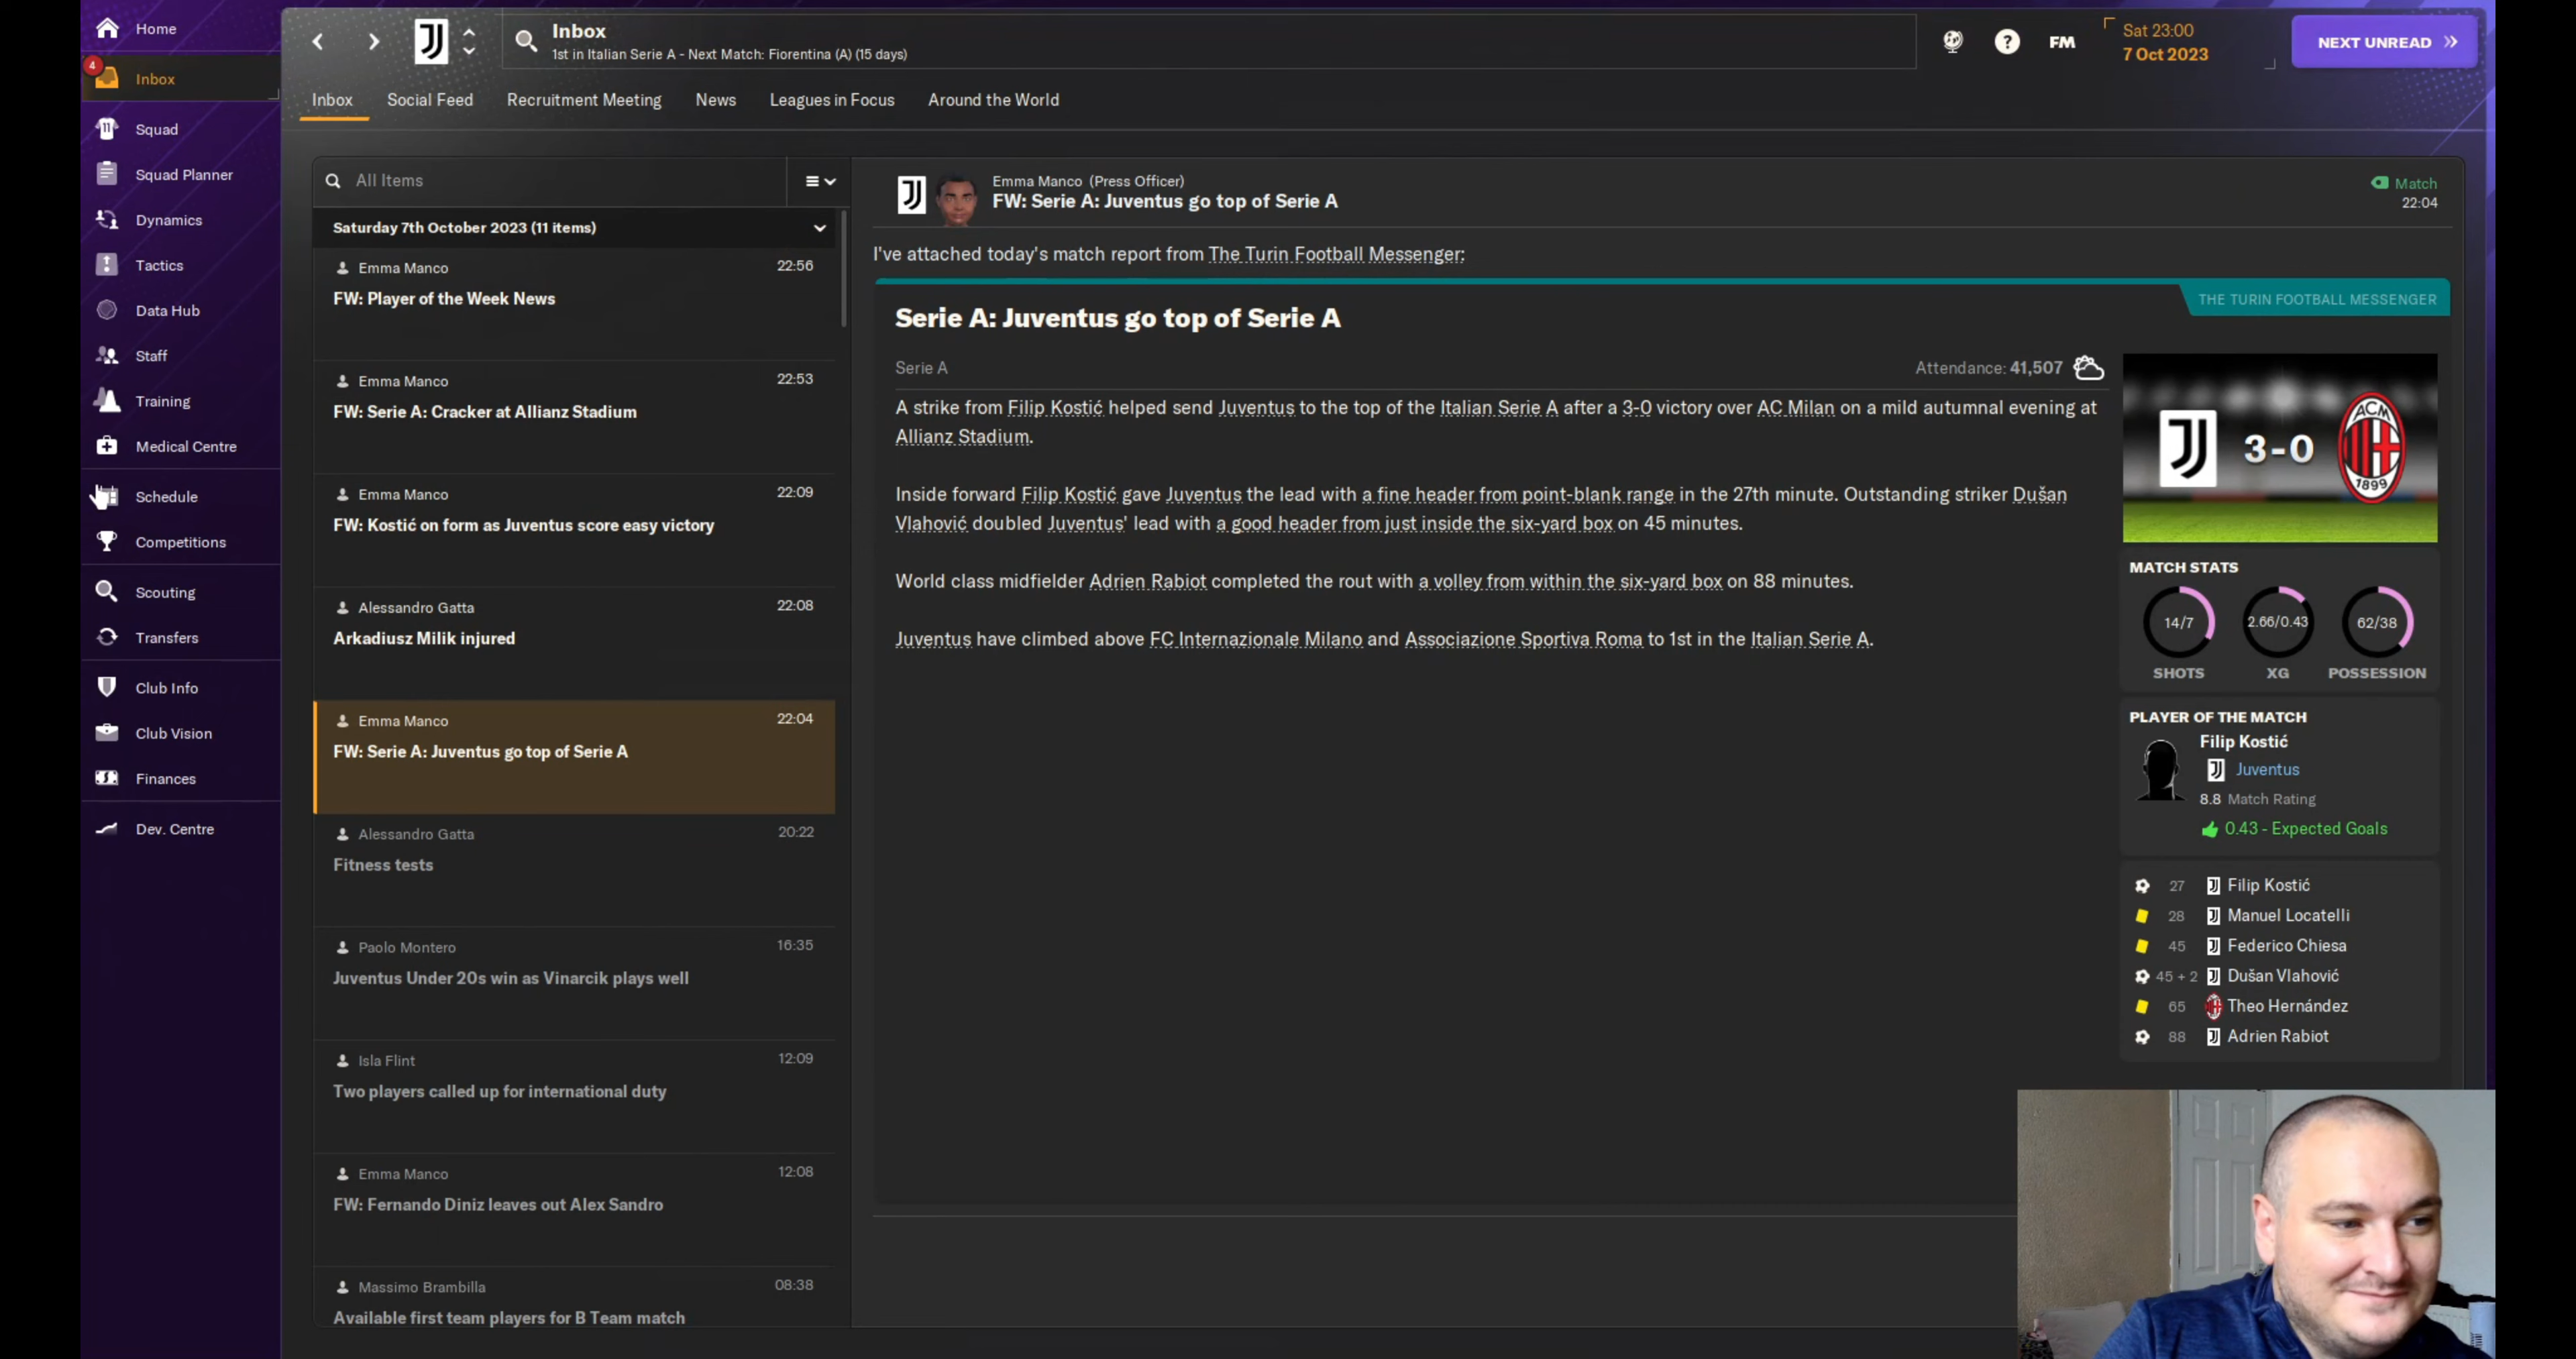 Home
4
Inbox
Squad
Squad Planner
Dynamics
Tactics
Data Hub
Staff
Training
Medical Centre
Schedule
Competitions
Scouting
Transfers
Club Info
Club Vision
Finances
Dev. Centre
Inbox
1st in Italian Serie A - Next Match: Fiorentina (A) (15 days)
FM
Sat 23:00
7 Oct 2023
NEXT UNREAD
Inbox Social Feed Recruitment Meeting News Leagues in Focus Around the World
All Items
Saturday 7th October 2023 (11 items)
Emma Manco 22:56
FW: Player of the Week News
Emma Manco 22:53
FW: Serie A: Cracker at Allianz Stadium
Emma Manco 22:09
FW: Kostić on form as Juventus score easy victory
Alessandro Gatta 22:08
Arkadiusz Milik injured
Emma Manco 22:04
FW: Serie A: Juventus go top of Serie A
Alessandro Gatta 20:22
Fitness tests
Paolo Montero 16:35
Juventus Under 20s win as Vinarcik plays well
Isla Flint 12:09
Two players called up for international duty
Emma Manco 12:08
FW: Fernando Diniz leaves out Alex Sandro
Massimo Brambilla 08:38
Available first team players for B Team match
Emma Manco (Press Officer)
FW: Serie A: Juventus go top of Serie A
Match
22:04
I've attached today's match report from The Turin Football Messenger:
THE TURIN FOOTBALL MESSENGER
Serie A: Juventus go top of Serie A
Serie A
Attendance: 41,507
A strike from Filip Kostić helped send Juventus to the top of the Italian Serie A after a 3-0 victory over AC Milan on a mild autumnal evening at
Allianz Stadium.
Inside forward Filip Kostić gave Juventus the lead with a fine header from point-blank range in the 27th minute. Outstanding striker Dušan
Vlahović doubled Juventus' lead with a good header from just inside the six-yard box on 45 minutes.
World class midfielder Adrien Rabiot completed the rout with a volley from within the six-yard box on 88 minutes.
Juventus have climbed above FC Internazionale Milano and Associazione Sportiva Roma to 1st in the Italian Serie A.
3-0
ACM
1899
MATCH STATS
14/7 2.66/0.43 62/38
SHOTS XG POSSESSION
PLAYER OF THE MATCH
Filip Kostić
Juventus
8.8 Match Rating
0.43 - Expected Goals
27 Filip Kostić
28 Manuel Locatelli
45 Federico Chiesa
45 + 2 Dušan Vlahović
65 Theo Hernández
88 Adrien Rabiot